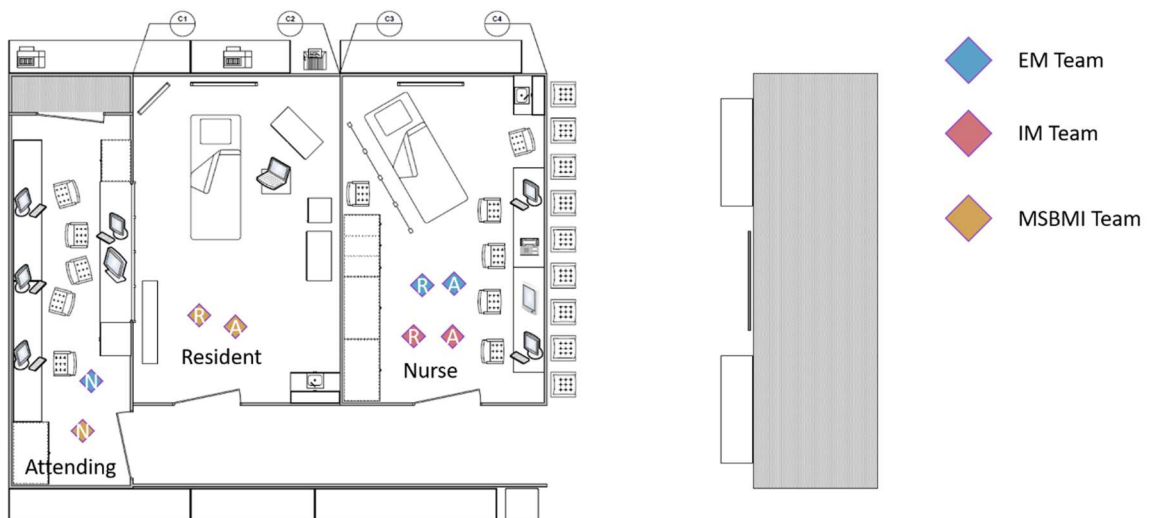 C1
C2
C3
C4
EM Team
IM Team
MSBMI Team
R A
R A
Resident
R A
Nurse
N
N
Attending